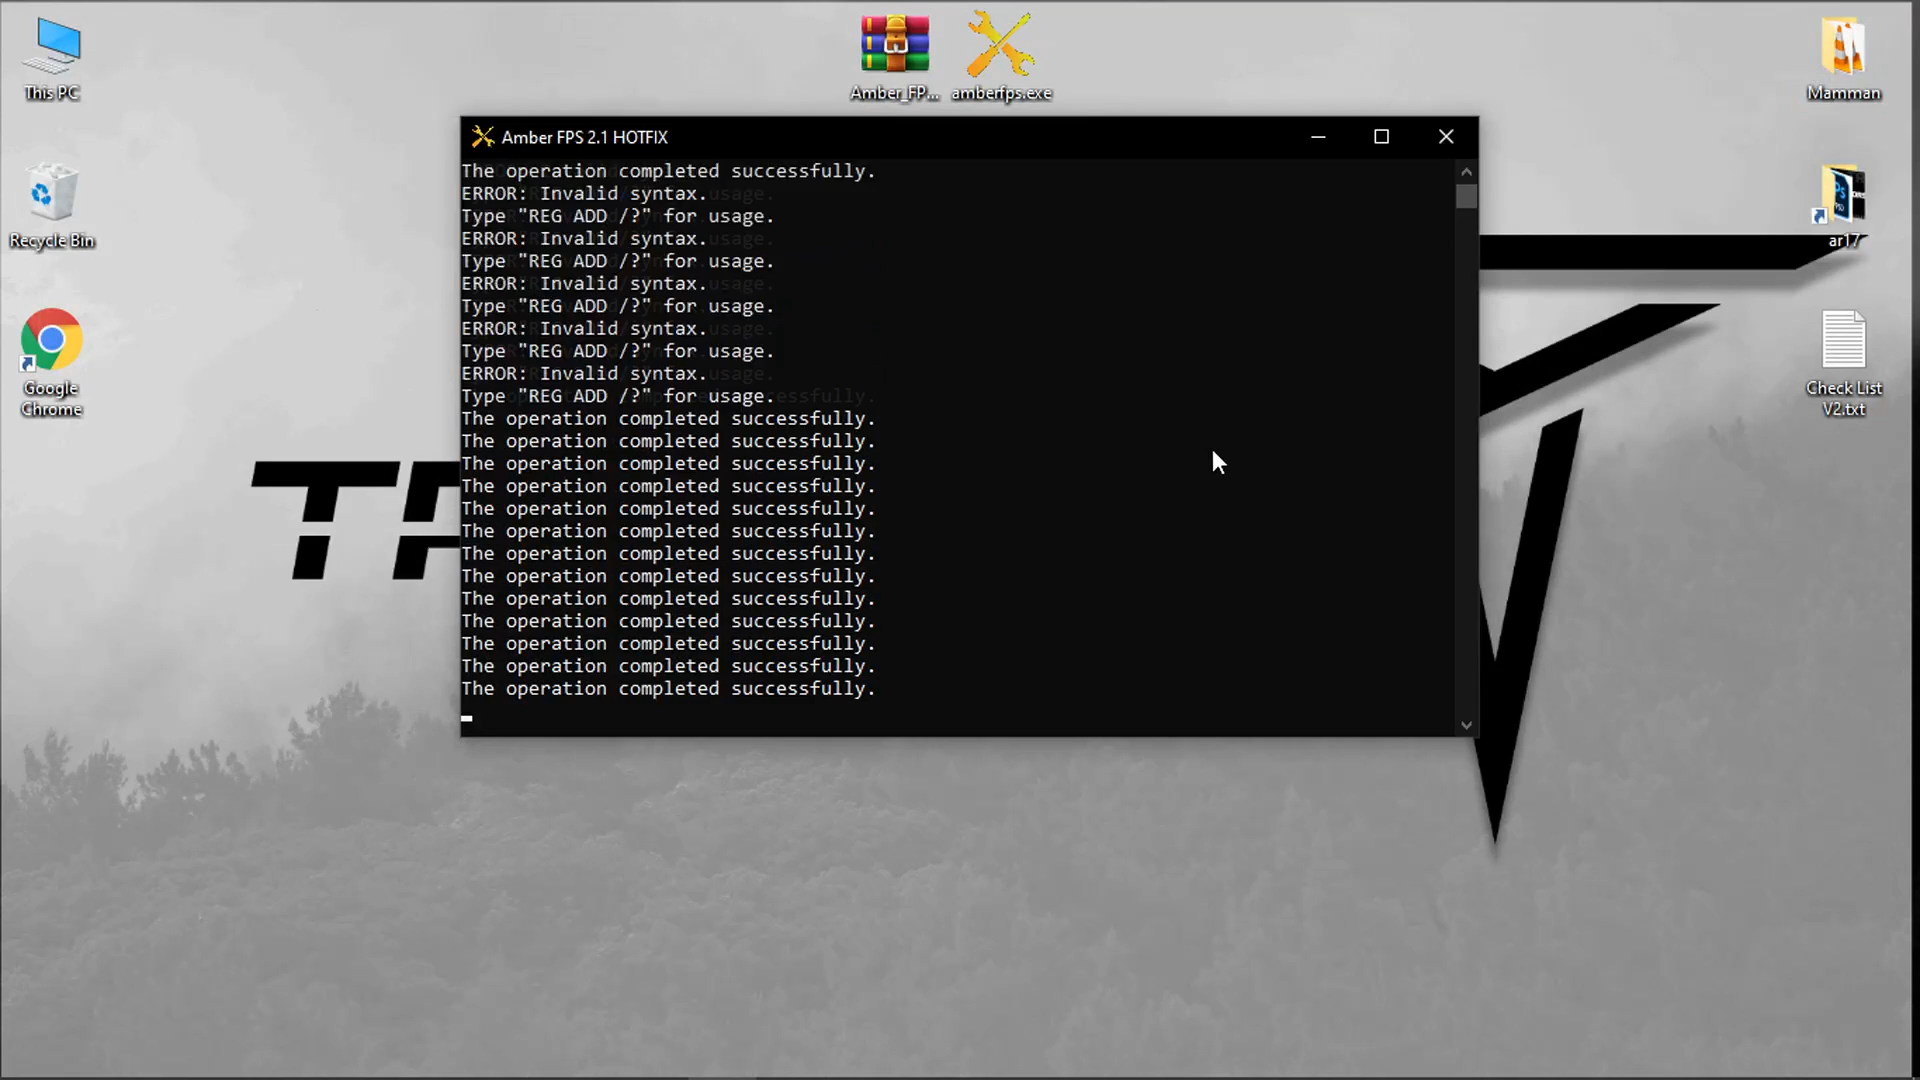 This PC
Recycle Bin
Google
Chrome
Amber_FP...
amberfps.exe
Mamman
ar17
Check List
V2.txt
Amber FPS 2.1 HOTFIX
The operation completed successfully.
ERROR: Invalid syntax.
Type "REG ADD /?" for usage.
ERROR: Invalid syntax.
Type "REG ADD /?" for usage.
ERROR: Invalid syntax.
Type "REG ADD /?" for usage.
ERROR: Invalid syntax.
Type "REG ADD /?" for usage.
ERROR: Invalid syntax.
Type "REG ADD /?" for usage.
The operation completed successfully.
The operation completed successfully.
The operation completed successfully.
The operation completed successfully.
The operation completed successfully.
The operation completed successfully.
The operation completed successfully.
The operation completed successfully.
The operation completed successfully.
The operation completed successfully.
The operation completed successfully.
The operation completed successfully.
The operation completed successfully.